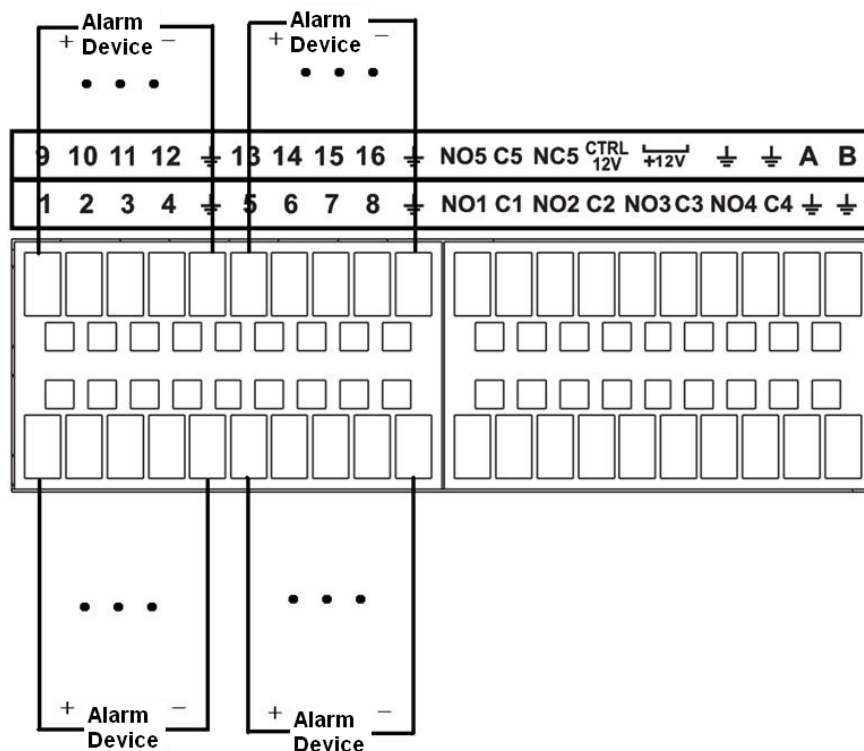 Alarm
+ Device −
Alarm
+ Device −
9 10 11 12 ⏚ 13 14 15 16 ⏚ NO5 C5 NC5 CTRL 12V +12V ⏚ ⏚ A B
1 2 3 4 ⏚ 5 6 7 8 ⏚ NO1 C1 NO2 C2 NO3 C3 NO4 C4 ⏚ ⏚
+ Alarm −
Device
+ Alarm −
Device